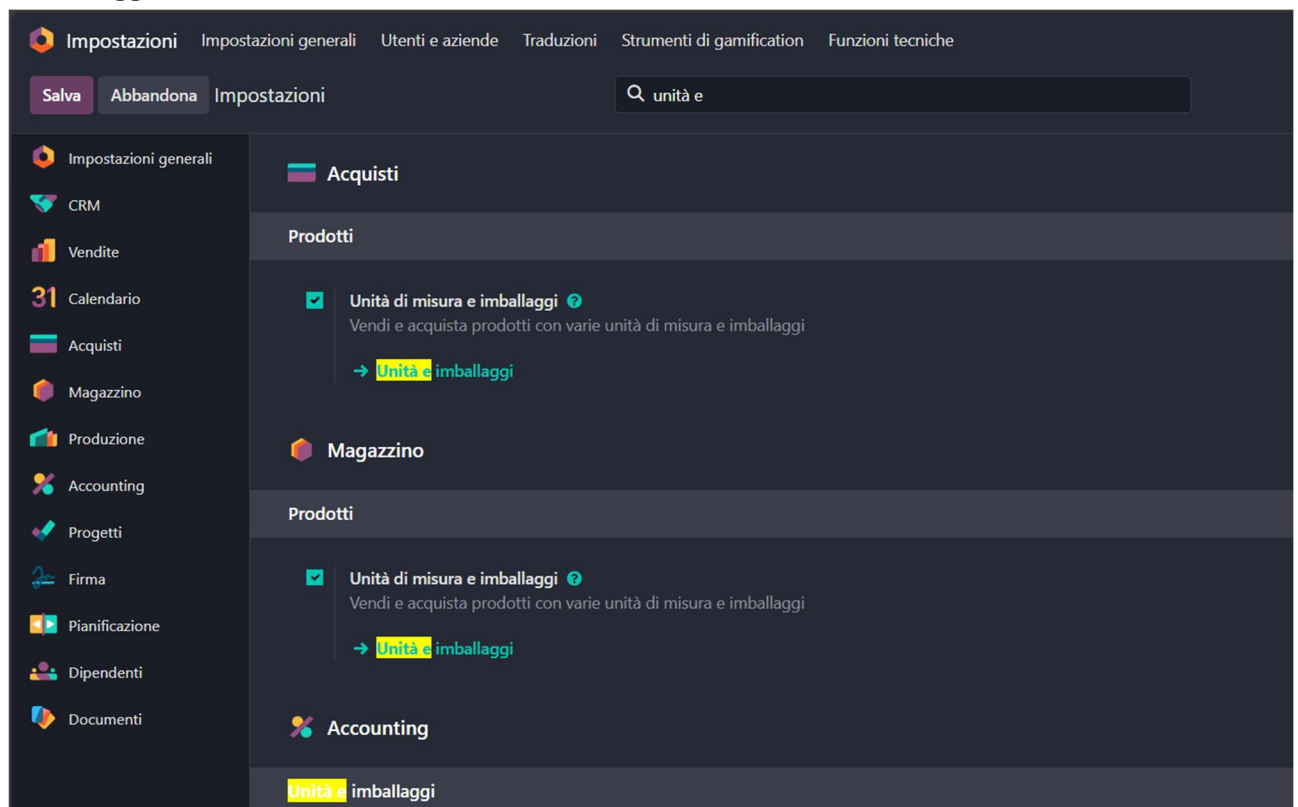 Impostazioni Impostazioni generali Utenti e aziende Traduzioni Strumenti di gamification Funzioni tecniche
Salva Abbandona Impostazioni unità e
Impostazioni generali
CRM
Vendite
31 Calendario
Acquisti
Magazzino
Produzione
Accounting
Progetti
Firma
Pianificazione
Dipendenti
Documenti
Acquisti
Prodotti
Unità di misura e imballaggi ?
Vendi e acquista prodotti con varie unità di misura e imballaggi
→ Unità e imballaggi
Magazzino
Prodotti
Unità di misura e imballaggi ?
Vendi e acquista prodotti con varie unità di misura e imballaggi
→ Unità e imballaggi
Accounting
Unità e imballaggi